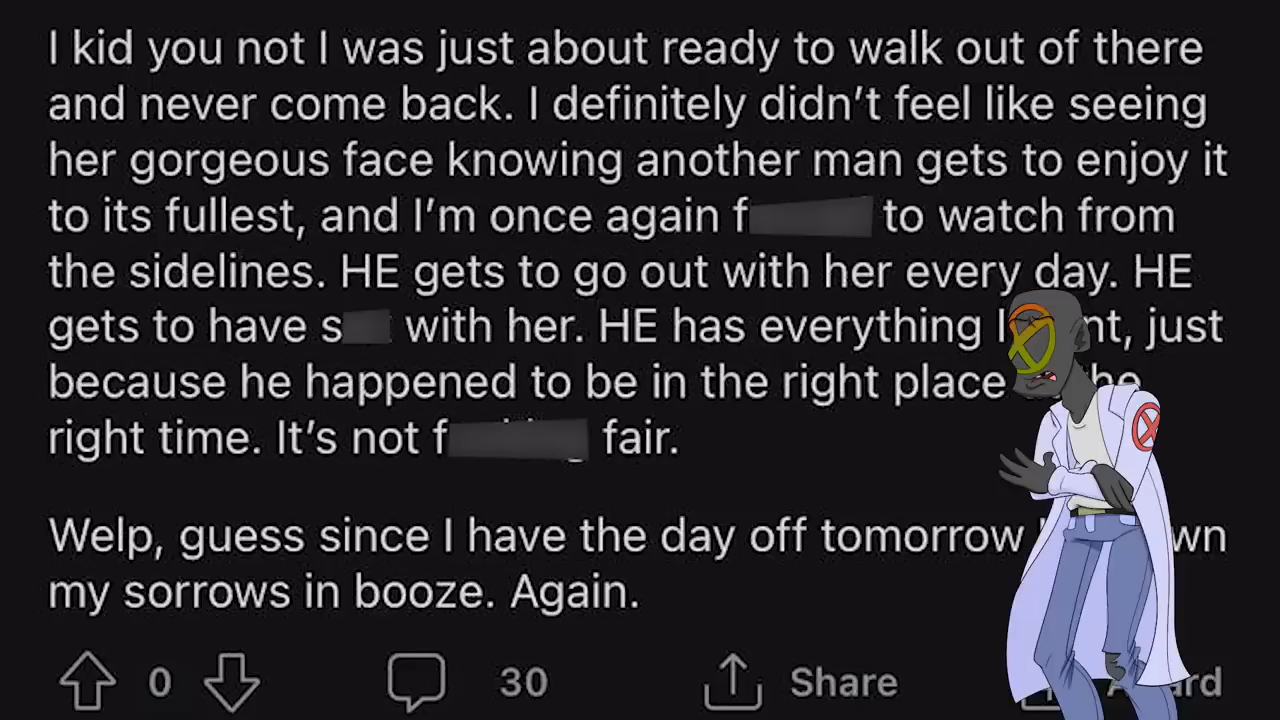 I kid you not I was just about ready to walk out of there
and never come back. I definitely didn't feel like seeing
her gorgeous face knowing another man gets to enjoy it
to its fullest, and I'm once again f to watch from
the sidelines. HE gets to go out with her every day. HE
gets to have s with her. HE has everything I nt, just
because he happened to be in the right place he
right time. It's not f fair.
Welp, guess since I have the day off tomorrow wn
my sorrows in booze. Again.
0 30 Share A rd